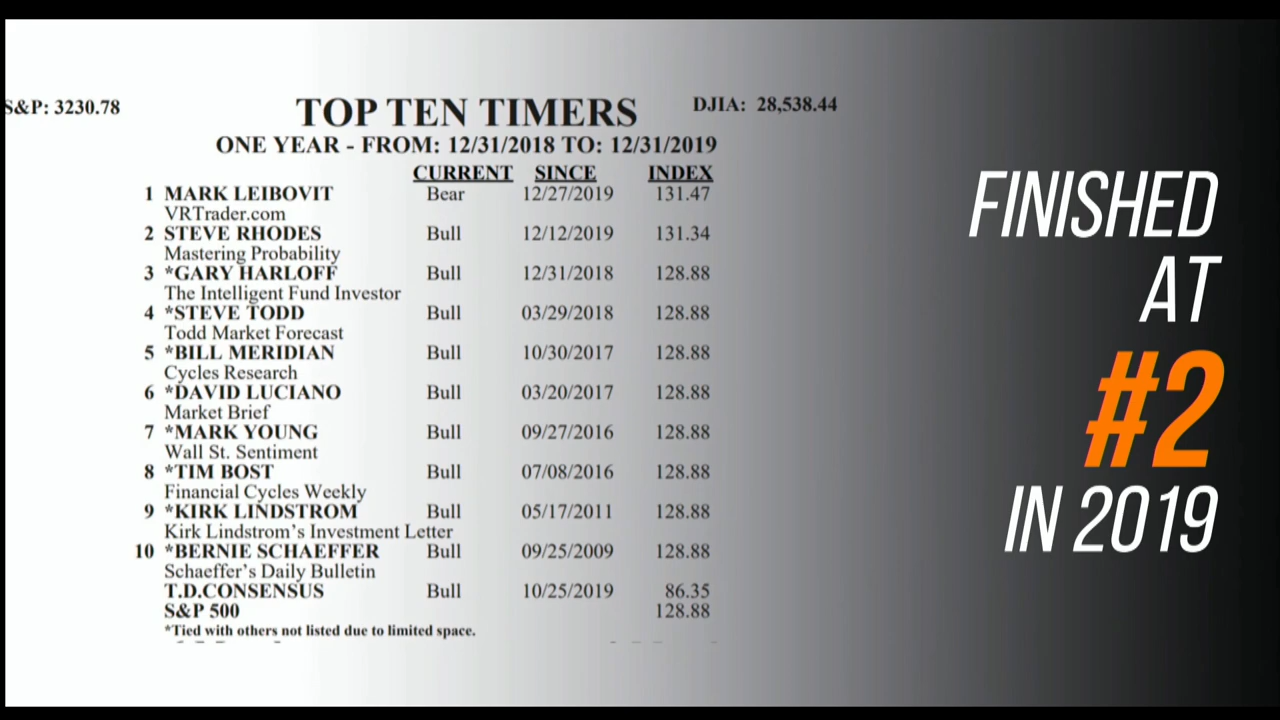 S&P: 3230.78
TOP TEN TIMERS
DJIA: 28,538.44
ONE YEAR - FROM: 12/31/2018 TO: 12/31/2019
CURRENT SINCE INDEX
1 MARK LEIBOVIT Bear 12/27/2019 131.47
VRTrader.com
2 STEVE RHODES Bull 12/12/2019 131.34
Mastering Probability
3 *GARY HARLOFF Bull 12/31/2018 128.88
The Intelligent Fund Investor
4 *STEVE TODD Bull 03/29/2018 128.88
Todd Market Forecast
5 *BILL MERIDIAN Bull 10/30/2017 128.88
Cycles Research
6 *DAVID LUCIANO Bull 03/20/2017 128.88
Market Brief
7 *MARK YOUNG Bull 09/27/2016 128.88
Wall St. Sentiment
8 *TIM BOST Bull 07/08/2016 128.88
Financial Cycles Weekly
9 *KIRK LINDSTROM Bull 05/17/2011 128.88
Kirk Lindstrom's Investment Letter
10 *BERNIE SCHAEFFER Bull 09/25/2009 128.88
Schaeffer's Daily Bulletin
T.D.CONSENSUS Bull 10/25/2019 86.35
S&P 500 128.88
*Tied with others not listed due to limited space.
FINISHED
AT
#2
IN 2019